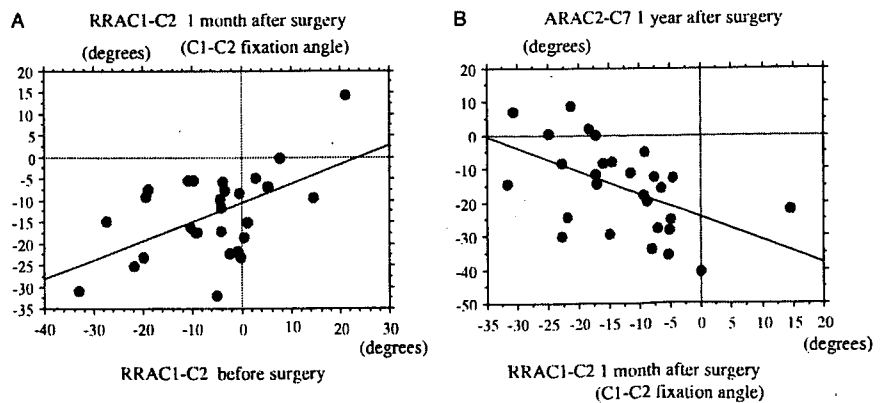 A
RRAC1-C2 1 month after surgery
(degrees) (C1-C2 fixation angle)
20
15
10
5
0
-5
-10
-15
-20
-25
-30
-35
-40 -30 -20 -10 0 10 20 30
(degrees)
RRAC1-C2 before surgery
B
ARAC2-C7 1 year after surgery
(degrees)
20
10
0
-10
-20
-30
-40
-50
-35 -30 -25 -20 -15 -10 -5 0 5 10 15 20
(degrees)
RRAC1-C2 1 month after surgery
(C1-C2 fixation angle)